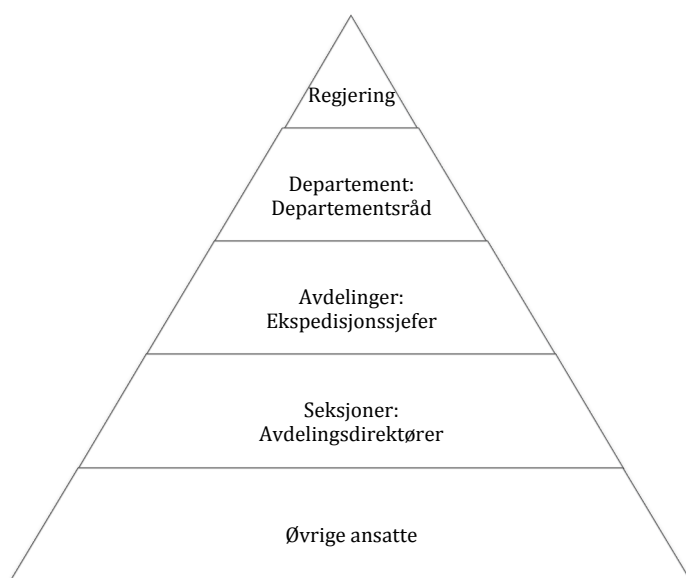 Regjering
Departement:
Departementsråd
Avdelinger:
Ekspedisjonssjefer
Seksjoner:
Avdelingsdirektører
Øvrige ansatte